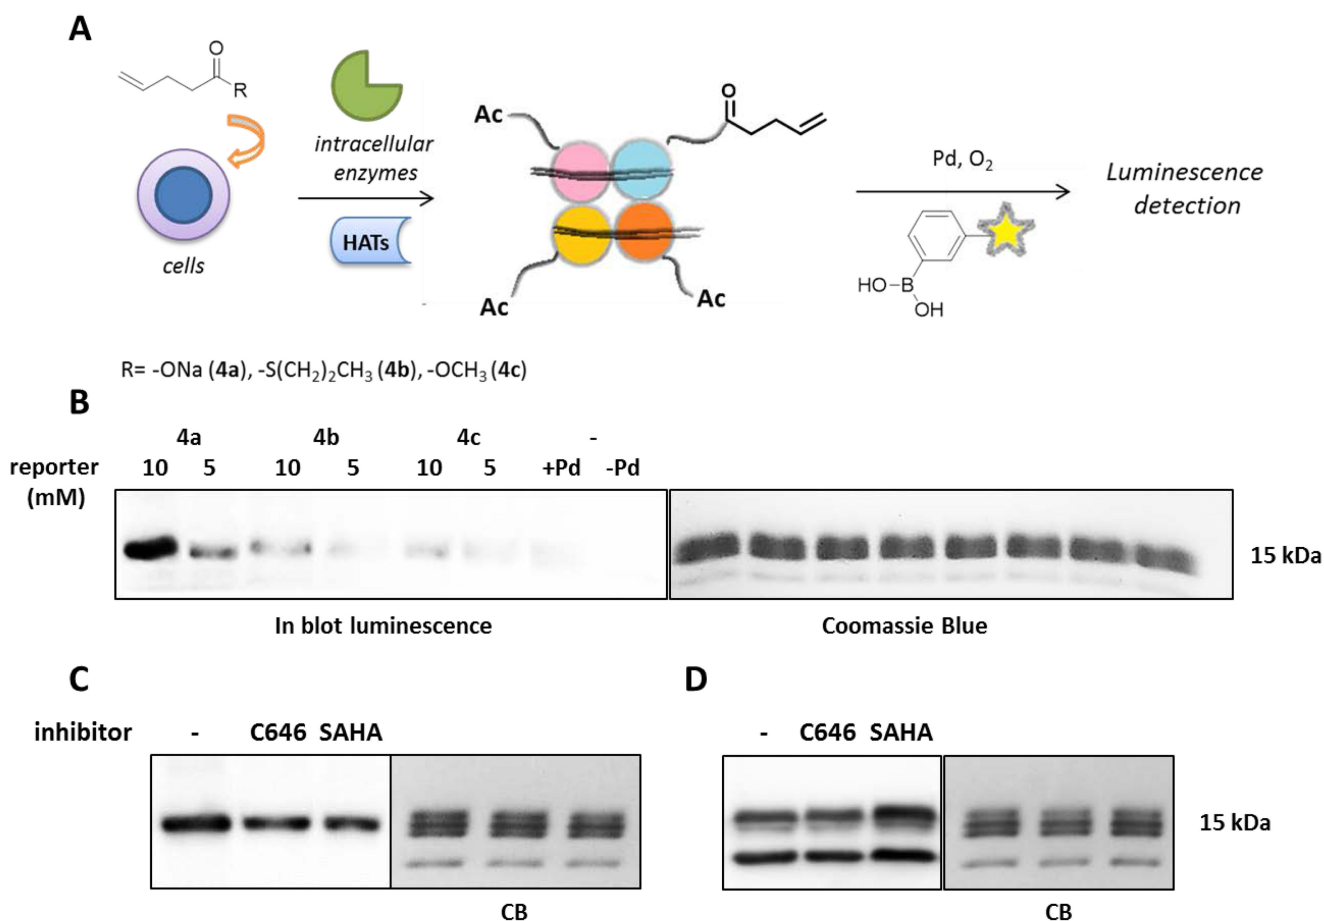 A
O
R
cells
intracellular
enzymes
HATs
Ac
O
Ac
Ac
Pd, O₂
HO
B
OH
Luminescence
detection
R= -ONa (4a), -S(CH₂)₂CH₃ (4b), -OCH₃ (4c)
B
4a 4b 4c -
reporter 10 5 10 5 10 5 +Pd -Pd
(mM)
15 kDa
In blot luminescence Coomassie Blue
C D
inhibitor - C646 SAHA - C646 SAHA
15 kDa
CB CB